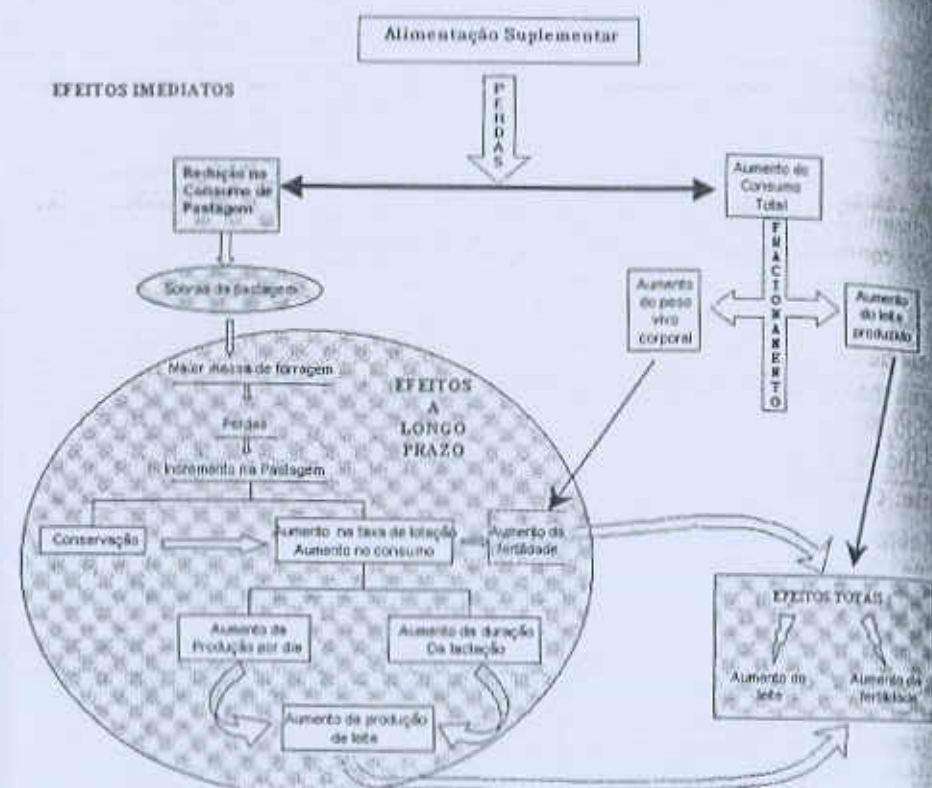 Alimentação Suplementar
EFEITOS IMEDIATOS
PERDAS
Redução no
Consumo de
Pastagem
Aumento do
Consumo
Total
FRACIONAMENTO
Sobras de pastagem
Aumento
do peso
vivo
corporal
Aumento
do leite
produzido
Maior massa de forragem
EFEITOS
A
LONGO
PRAZO
Perdas
Incremento na Pastagem
Conservação
Aumento na taxa de lotação
Aumento no consumo
Aumento da
fertilidade
EFEITOS TOTAIS
Aumento da
Produção por dia
Aumento da duração
Da lactação
Aumento do
leite
Aumento da
fertilidade
Aumento da produção
de leite